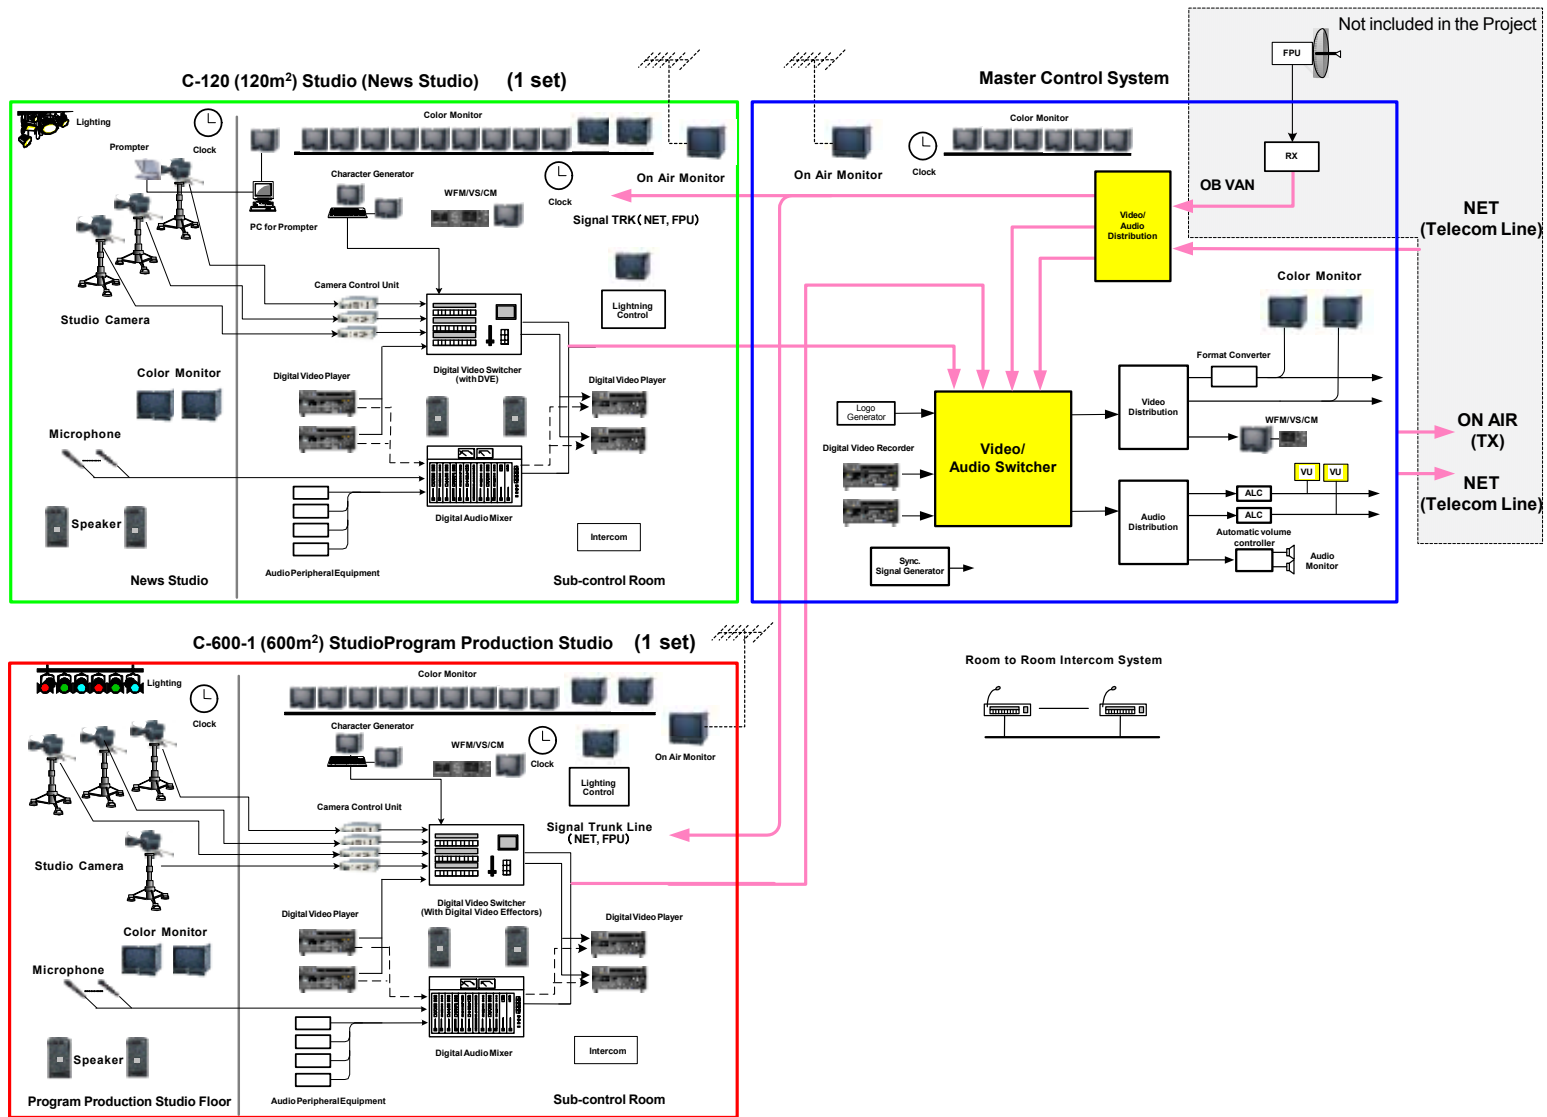 Not included in the Project
FPU
RX
OB VAN
NET
(Telecom Line)
C-120 (120m²) Studio (News Studio) (1 set)
Master Control System
Lighting
Clock
Prompter
PC for Prompter
Color Monitor
Character Generator
WFM/VS/CM
Clock
On Air Monitor
Signal TRK(NET, FPU)
Studio Camera
Camera Control Unit
Lightning
Control
Color Monitor
Digital Video Player
Digital Video Switcher
(with DVE)
Digital Video Player
Microphone
Speaker
Digital Audio Mixer
Audio Peripheral Equipment
Intercom
News Studio
Sub-control Room
On Air Monitor
Clock
Color Monitor
Video/
Audio
Distribution
Color Monitor
Format Converter
Logo
Generator
Digital Video Recorder
Video/
Audio Switcher
Video
Distribution
WFM/VS/CM
VU
VU
ALC
ALC
Audio
Distribution
Automatic volume
controller
Audio
Monitor
Sync.
Signal Generator
ON AIR
(TX)
NET
(Telecom Line)
C-600-1 (600m²) StudioProgram Production Studio (1 set)
Lighting
Clock
Color Monitor
Character Generator
WFM/VS/CM
Clock
On Air Monitor
Lighting
Control
Camera Control Unit
Signal Trunk Line
(NET, FPU)
Studio Camera
Digital Video Switcher
(With Digital Video Effectors)
Digital Video Player
Digital Video Player
Color Monitor
Microphone
Speaker
Digital Audio Mixer
Intercom
Audio Peripheral Equipment
Program Production Studio Floor
Sub-control Room
Room to Room Intercom System